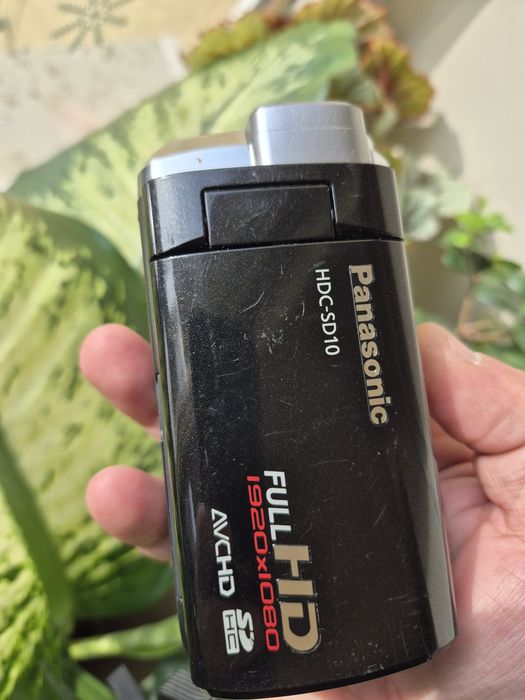 Panasonic
HDC-SD10
FULL HD
1920x1080
AVCHD
SD
HC